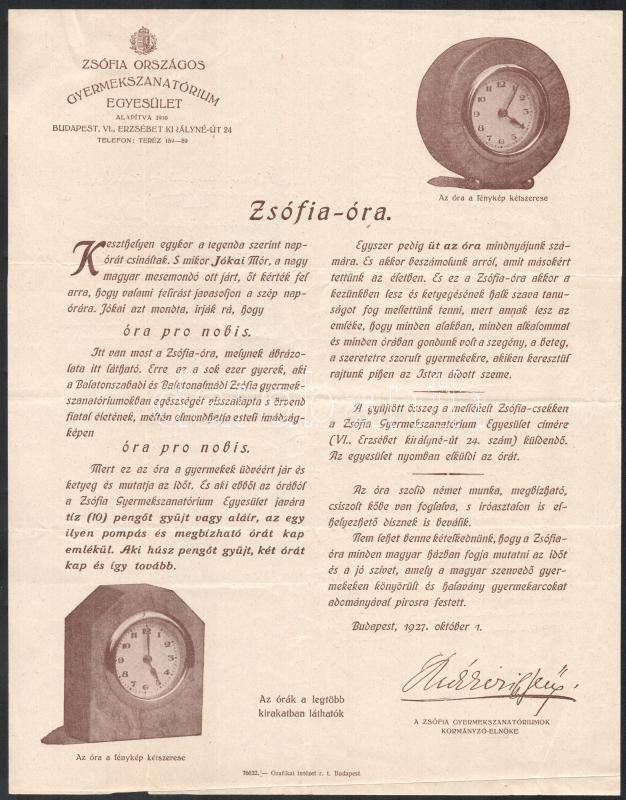 ZSÓFIA ORSZÁGOS
GYERMEKSZANATÓRIUM
EGYESÜLET
ALAPÍTVA 1910
BUDAPEST, VI., ERZSÉBET KIRÁLYNÉ-ÚT 24
TELEFON: TERÉZ 189—89
Az óra a fénykép kétszerese
Zsófia-óra.
Keszthelyen egykor a legenda szerint nap-
órát csináltak. S mikor Jókai Mór, a nagy
magyar mesemondó ott járt, őt kérték fel
arra, hogy valami felírást javasoljon a szép nap-
órára. Jókai azt mondta, írják rá, hogy
óra pro nobis.
Itt van most a Zsófia-óra, melynek ábrázo-
lata itt látható. Erre az a sok ezer gyerek, aki
a Balatonszabadi és Balatonalmádi Zsófia gyermek-
szanatóriumokban egészségét visszakapta s örvend
fiatal életének, méltán elmondhatja esteli imádság-
képen
óra pro nobis.
Mert ez az óra a gyermekek üdvéért jár és
ketyeg és mutatja az időt. És aki ebből az órából
a Zsófia Gyermekszanatórium Egyesület javára
tíz (10) pengőt gyűjt vagy aláír, az egy
ilyen pompás és megbízható órát kap
emlékül. Aki húsz pengőt gyűjt, két órát
kap és így tovább.
Egyszer pedig üt az óra mindnyájunk szá-
mára. És akkor beszámolunk arról, amit másokért
tettünk az életben. És ez a Zsófia-óra akkor a
kezünkben lesz és ketyegésének halk szava tanu-
ságot fog mellettünk tenni, mert annak lesz az
emléke, hogy minden alakban, minden alkalommal
és minden órában gondunk volt a szegény, a beteg,
a szeretetre szorult gyermekekre, akiken keresztül
rajtunk pihen az Isten áldott szeme.
A gyűjtött összeg a mellékelt Zsófia-csekken
a Zsófia Gyermekszanatórium Egyesület címére
(VI., Erzsébet királyné-út 24. szám) küldendő.
Az egyesület nyomban elküldi az órát.
Az óra szolid német munka, megbízható,
csiszolt kőbe van foglalva, s íróasztalon is el-
helyezhető dísznek is beválik.
Nem lehet benne kételkednünk, hogy a Zsófia-
óra minden magyar házban fogja mutatni az időt
és a jó szívet, amely a magyar szenvedő gyer-
mekeken könyörült és halavány gyermekarcokat
adományával pirosra festett.
Budapest, 1927. október 1.
A ZSÓFIA GYERMEKSZANATÓRIUMOK
KORMÁNYZÓ-ELNÖKE
Az órák a legtöbb
kirakatban láthatók
Az óra a fénykép kétszerese
76622. — Grafikai Intézet r. t. Budapest.